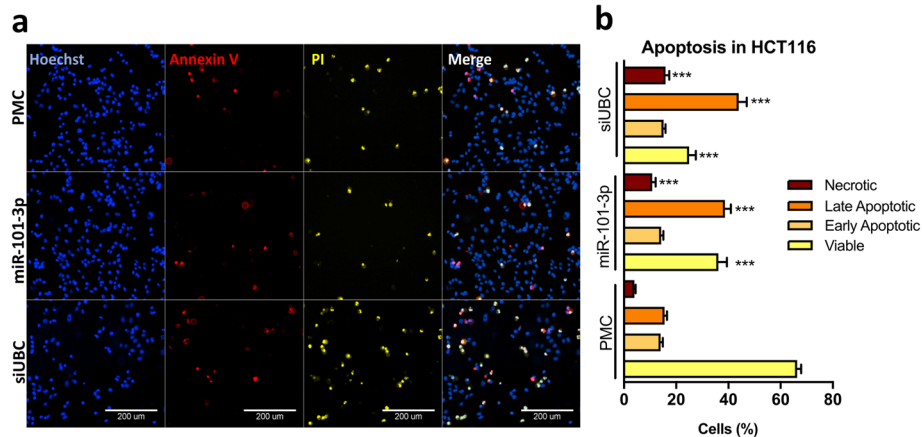 a
Hoechst
Annexin V
PI
Merge
PMC
miR-101-3p
siUBC
200 um
200 um
200 um
200 um
b
Apoptosis in HCT116
siUBC
***
***
***
miR-101-3p
***
***
***
PMC
0 20 40 60 80
Cells (%)
Necrotic
Late Apoptotic
Early Apoptotic
Viable